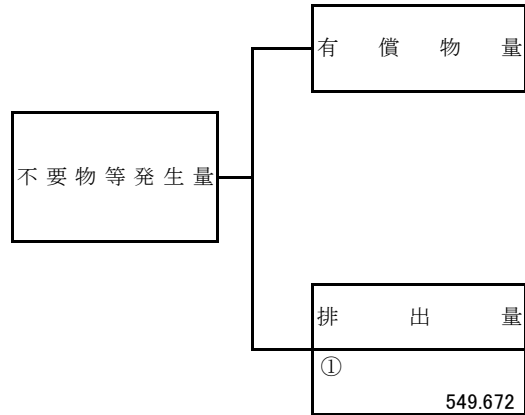 有償物量
不要物等発生量
排出量
①
549.672